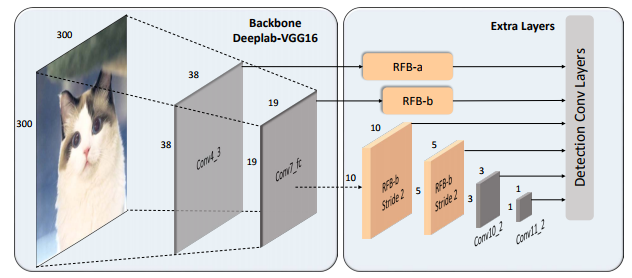 Backbone
Deeplab-VGG16
300
300
38
38
Conv4_3
19
19
Conv7_fc
Extra Layers
RFB-a
RFB-b
10
10
RFB-b
Stride 2
5
5
RFB-b
Stride 2
3
3
Conv10_2
1
1
Conv11_2
Detection Conv Layers